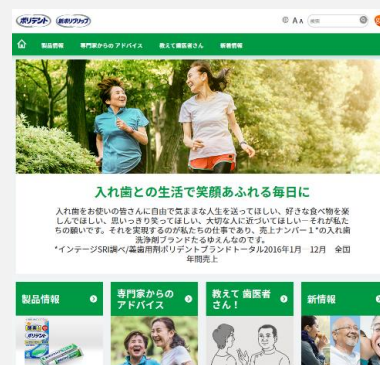 ポリデント 新ポリグリップ
A A 検索
製品情報 専門家からのアドバイス 教えて歯医者さん 新着情報
入れ歯との生活で笑顔あふれる毎日に
入れ歯をお使いの皆さんに自由で気ままな人生を送ってほしい、好きな食べ物を楽
しんでほしい、思いっきり笑ってほしい、大切な人に近づいてほしい―それが私た
ちの願いです。それを実現するのが私たちの仕事であり、売上ナンバー１*の入れ歯
洗浄剤ブランドたるゆえんなのです。
*インテージSRI調べ/義歯用剤ポリデントブランドトータル2016年1月―12月　全国
年間売上
製品情報
専門家からの
アドバイス
教えて 歯医者
さん！
新情報